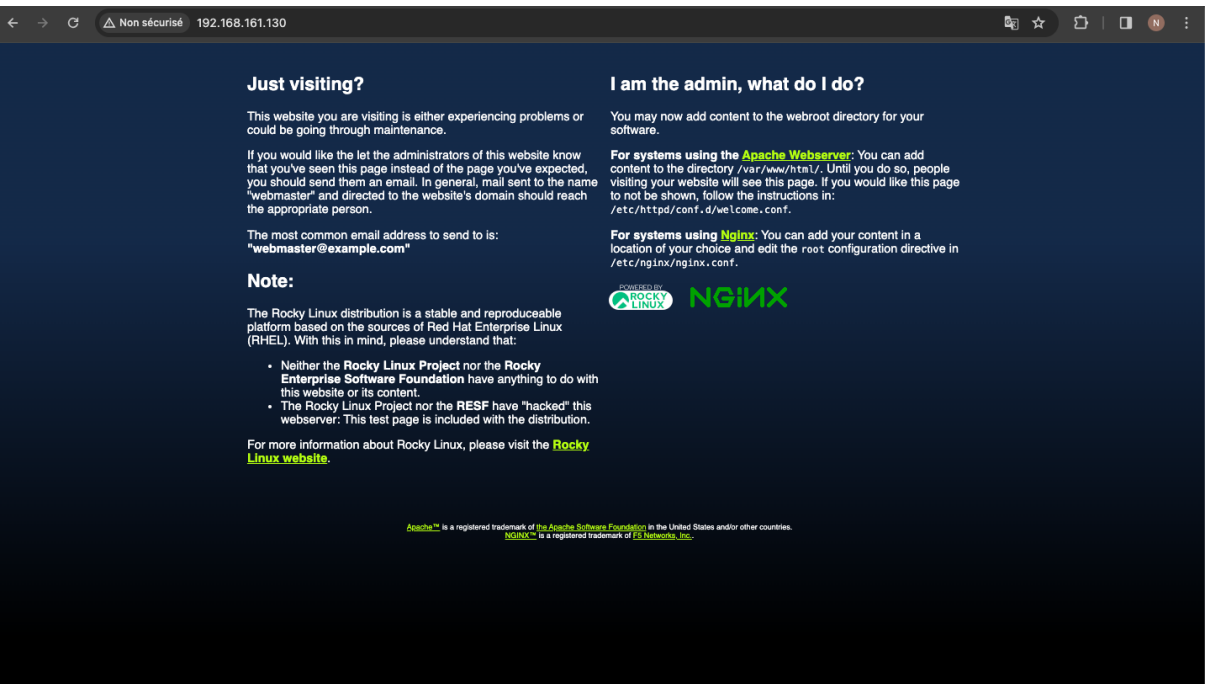 Non sécurisé 192.168.161.130
N
Just visiting?
This website you are visiting is either experiencing problems or
could be going through maintenance.
If you would like the let the administrators of this website know
that you've seen this page instead of the page you've expected,
you should send them an email. In general, mail sent to the name
"webmaster" and directed to the website's domain should reach
the appropriate person.
The most common email address to send to is:
"webmaster@example.com"
Note:
The Rocky Linux distribution is a stable and reproduceable
platform based on the sources of Red Hat Enterprise Linux
(RHEL). With this in mind, please understand that:
• Neither the Rocky Linux Project nor the Rocky
Enterprise Software Foundation have anything to do with
this website or its content.
• The Rocky Linux Project nor the RESF have "hacked" this
webserver: This test page is included with the distribution.
For more information about Rocky Linux, please visit the Rocky
Linux website.
I am the admin, what do I do?
You may now add content to the webroot directory for your
software.
For systems using the Apache Webserver: You can add
content to the directory /var/www/html/. Until you do so, people
visiting your website will see this page. If you would like this page
to not be shown, follow the instructions in:
/etc/httpd/conf.d/welcome.conf.
For systems using Nginx: You can add your content in a
location of your choice and edit the root configuration directive in
/etc/nginx/nginx.conf.
POWERED BY
ROCKY
LINUX
NGINX
Apache™ is a registered trademark of the Apache Software Foundation in the United States and/or other countries.
NGINX™ is a registered trademark of F5 Networks, Inc..